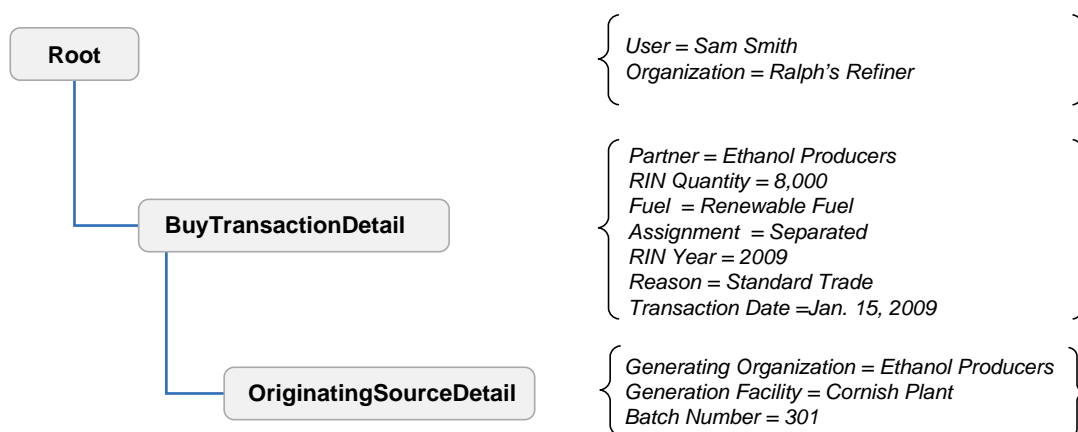 Root
User = Sam Smith
Organization = Ralph’s Refiner
BuyTransactionDetail
Partner = Ethanol Producers
RIN Quantity = 8,000
Fuel  = Renewable Fuel
Assignment  = Separated
RIN Year = 2009
Reason = Standard Trade
Transaction Date =Jan. 15, 2009
OriginatingSourceDetail
Generating Organization = Ethanol Producers
Generation Facility = Cornish Plant
Batch Number = 301